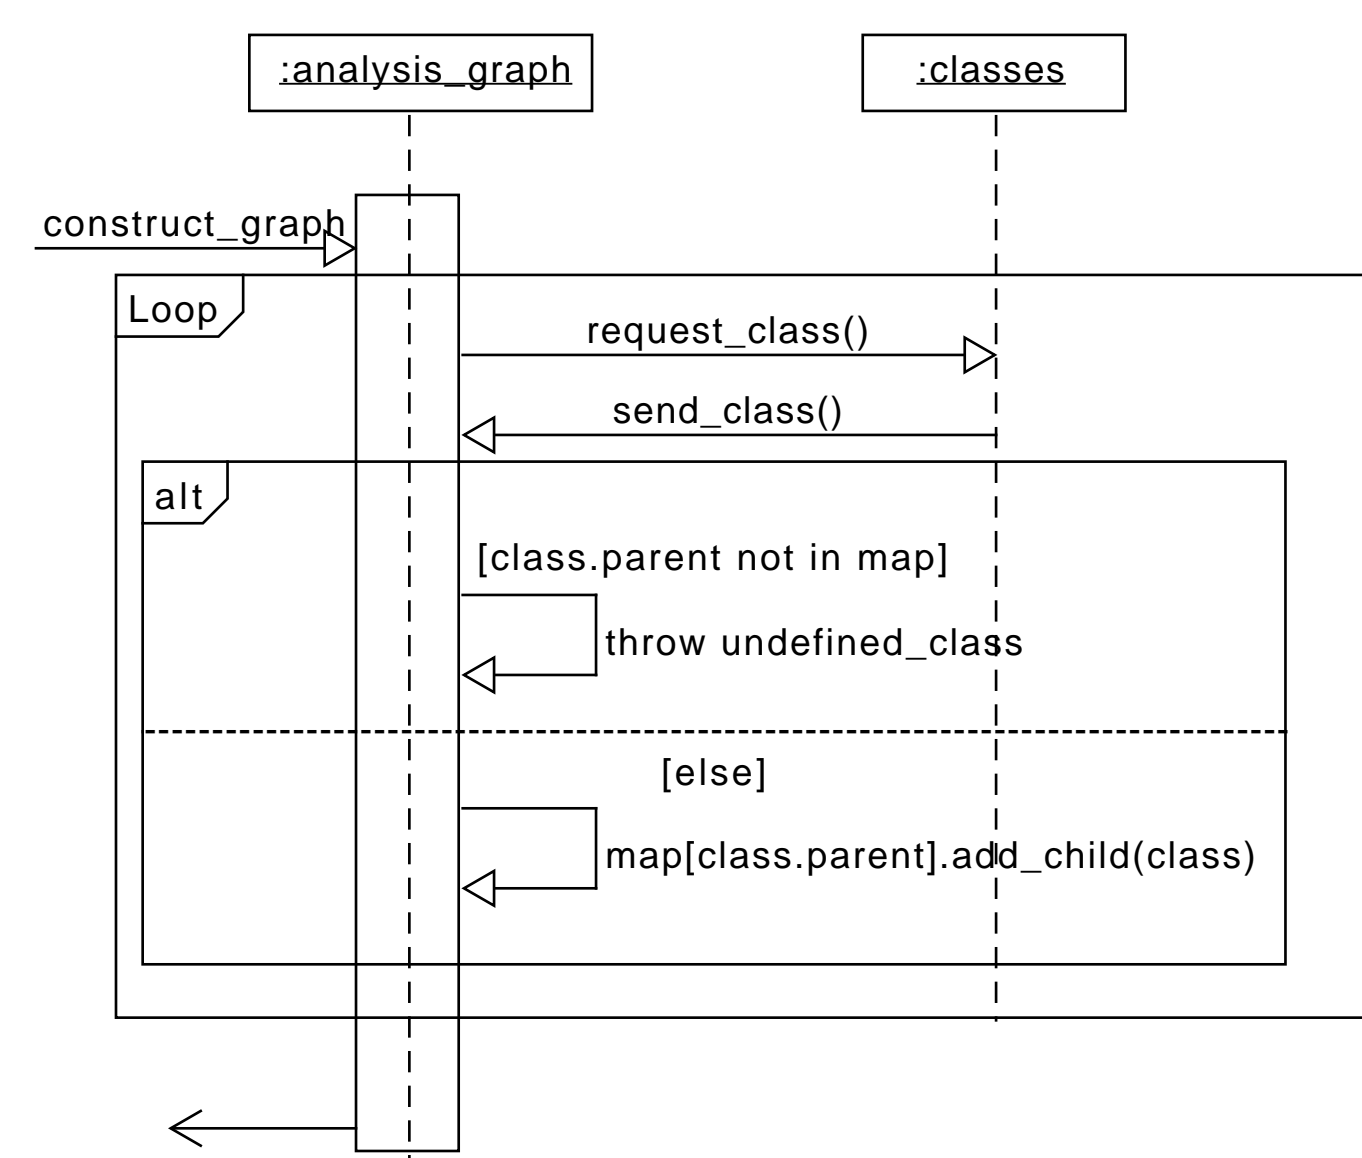 :analysis_graph
:classes
construct_graph
Loop
request_class()
send_class()
alt
[class.parent not in map]
throw undefined_class
[else]
map[class.parent].add_child(class)